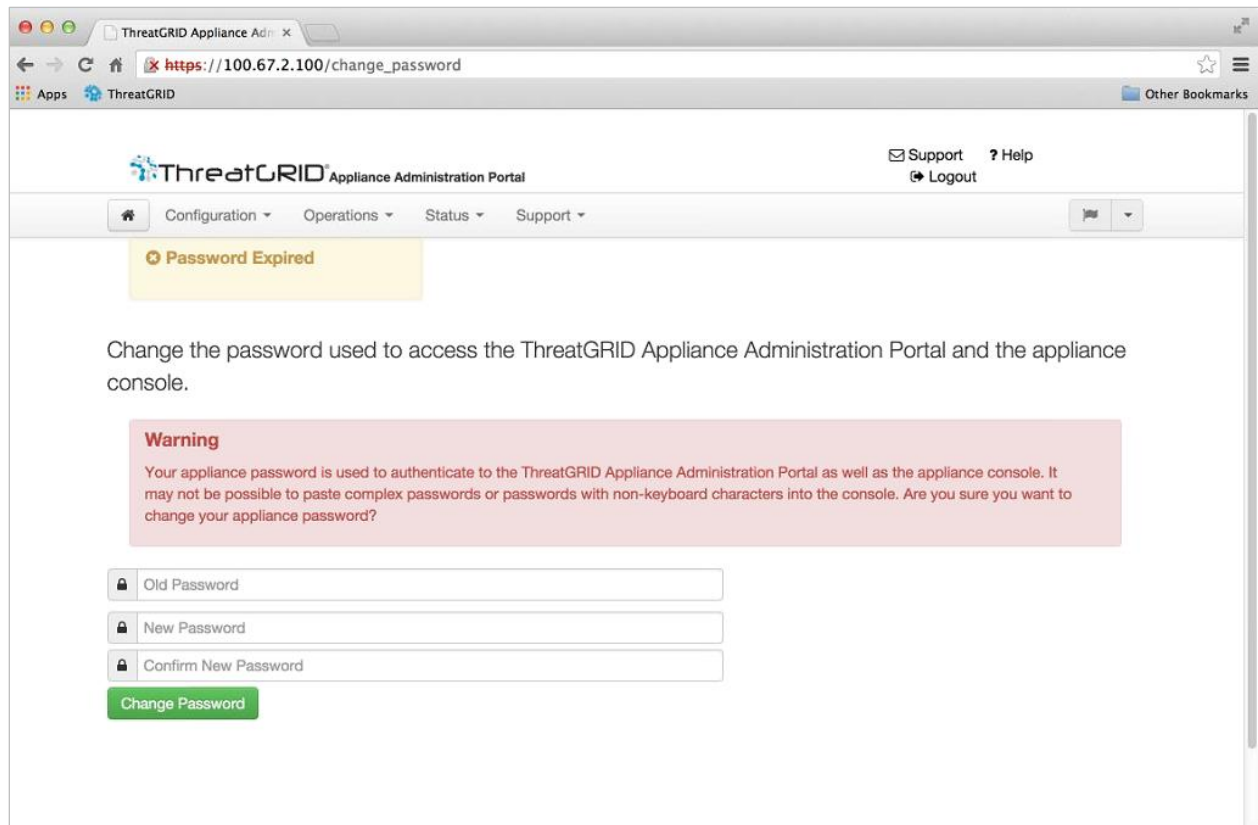 ThreatGRID Appliance Adm
https://100.67.2.100/change_password
Apps ThreatGRID Other Bookmarks
Support ? Help
ThreatGRID Appliance Administration Portal
Logout
Configuration Operations Status Support
Password Expired
Change the password used to access the ThreatGRID Appliance Administration Portal and the appliance
console.
Warning
Your appliance password is used to authenticate to the ThreatGRID Appliance Administration Portal as well as the appliance console. It
may not be possible to paste complex passwords or passwords with non-keyboard characters into the console. Are you sure you want to
change your appliance password?
Old Password
New Password
Confirm New Password
Change Password